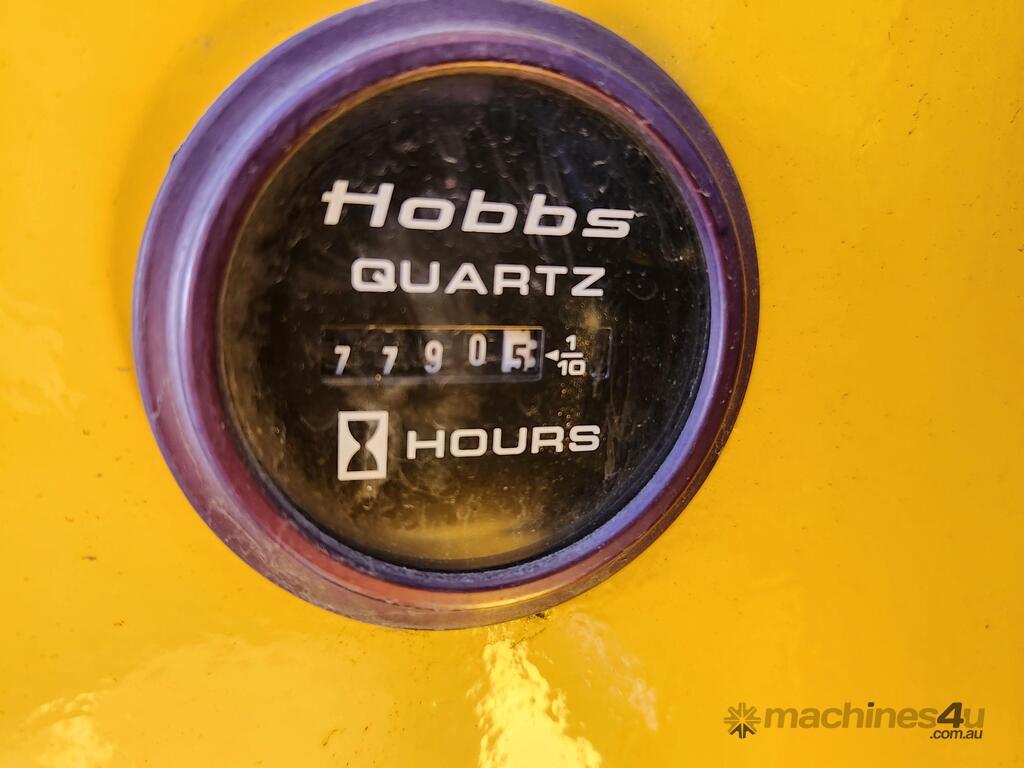 Hobbs
QUARTZ
7 7 9 0 5 ◄ 1/10
HOURS
machines4u
.com.au